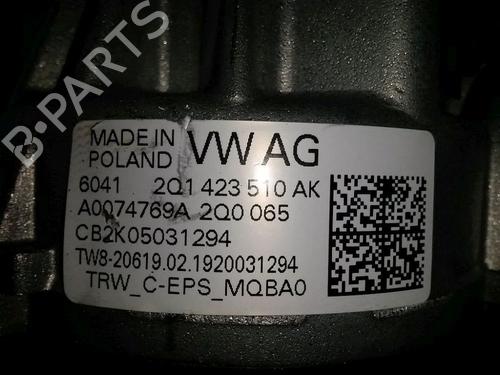 B-PARTS
MADE IN
POLAND
VW AG
6041 2Q1 423 510 AK
A0074769A 2Q0 065
CB2K05031294
TW8-20619.02.1920031294
TRW_C-EPS_MQBA0